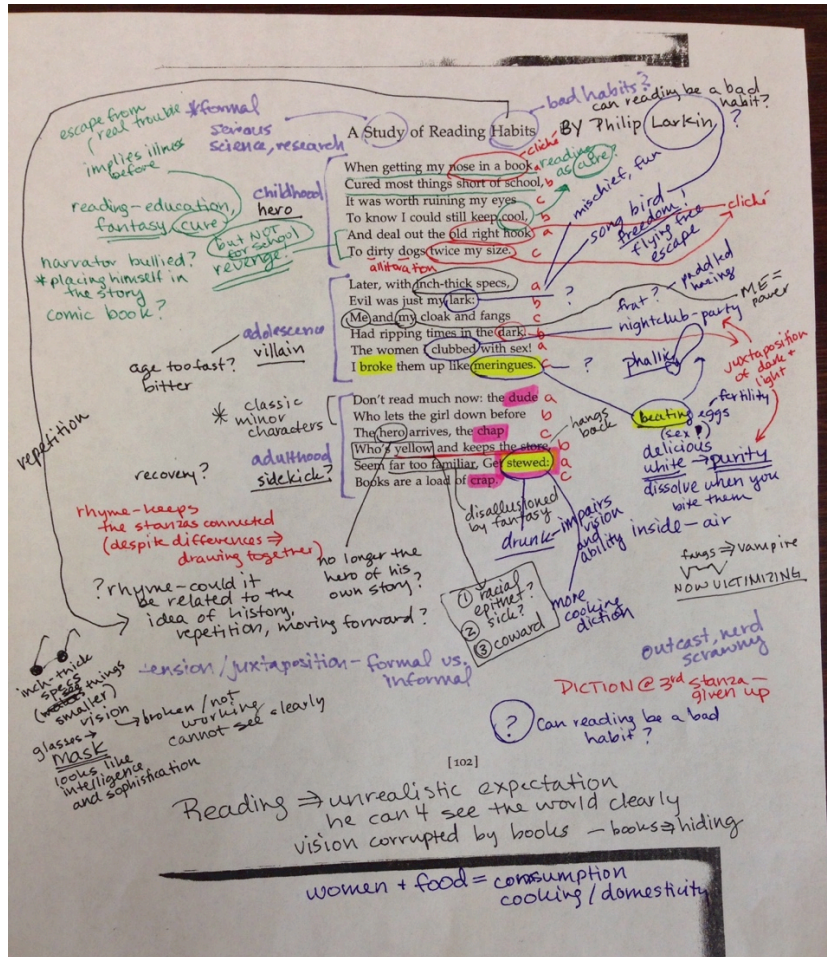 A Study of Reading Habits
BY Philip Larkin
?
bad habits?
can reading be a bad
habit?
*formal
serious
science, research
escape from
real trouble
implies illness
before
reading-education,
fantasy, cure
but NOT
for school
revenge!
narrator bullied?
*placing himself in
the story
comic book?
childhood
hero
When getting my nose in a book
Cured most things short of school,
It was worth ruining my eyes
To know I could still keep cool,
And deal out the old right hook
To dirty dogs twice my size.
a
b
c
b
a
c
cliché
reading
as cure?
alliteration
mischief, fun
song bird
freedom!
flying free
escape
cliché
adolescence
villain
age too fast?
bitter
Later, with inch-thick specs,
Evil was just my lark:
Me and my cloak and fangs
Had ripping times in the dark!
The women I clubbed with sex!
I broke them up like meringues.
a
b
c
b
a
c
?
frat?
paddled
hazing
nightclub-party
ME=
power
phallic
?
juxtaposition
of dark +
light
* classic
minor
characters
adulthood
sidekick?
recovery?
Don't read much now: the dude
Who lets the girl down before
The hero arrives, the chap
Who's yellow and keeps the store,
Seem far too familiar. Get stewed:
Books are a load of crap.
a
b
c
b
a
c
hangs
back
beating eggs
fertility
(sex?)
delicious
white → purity
dissolve when you
bite them
inside-air
disallusioned
by fantasy
drunk-impairs
vision
and
ability
more
cooking
diction
① racial
epithet?
② sick?
③ coward
no longer the
hero of his
own story?
fangs ⇒ vampire
NOW VICTIMIZING
repetition
rhyme-keeps
the stanzas connected
(despite differences ⇒
drawing together)
?rhyme-could it
be related to the
idea of history,
repetition, moving forward?
tension/juxtaposition-formal vs.
informal
outcast, nerd
scrawny
DICTION @ 3rd stanza-
given up
? Can reading be a bad
habit?
inch-thick
specs
things
smaller)
vision
→ broken/not
working
cannot see clearly
glasses →
MASK
looks like
intelligence
and sophistication
[102]
Reading ⇒ unrealistic expectation
he can't see the world clearly
vision corrupted by books - books ⇒ hiding
women + food = consumption
cooking/domesticity